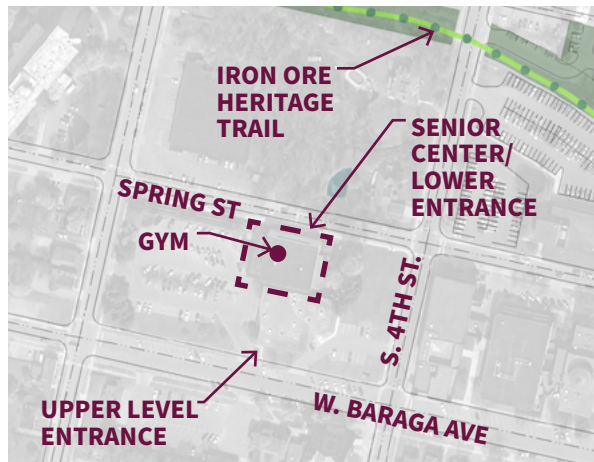 IRON ORE
HERITAGE
TRAIL
SENIOR
CENTER/
LOWER
ENTRANCE
SPRING ST
GYM
S. 4TH ST.
UPPER LEVEL
ENTRANCE
W. BARAGA AVE